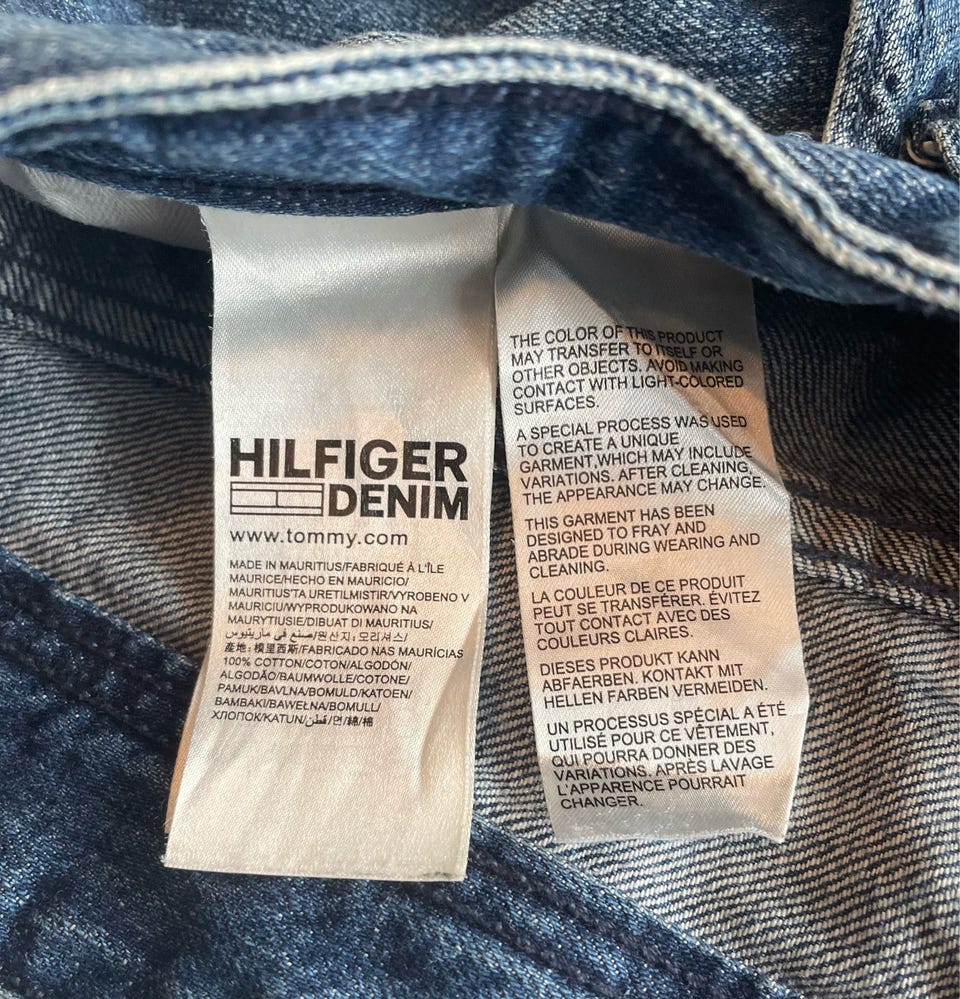 HILFIGER
DENIM
www.tommy.com
MADE IN MAURITIUS/FABRIQUÉ À L'ÎLE
MAURICE/HECHO EN MAURICIO/
MAURITIUSTA URETILMISTIR/VYROBENO V
MAURICIU/WYPRODUKOWANO NA
MAURYTIUSIE/DIBUAT DI MAURITIUS/
صنع في ماريتيوس/원산지: 모리셔스/
產地: 模里西斯/FABRICADO NAS MAURÍCIAS
100% COTTON/COTON/ALGODÓN/
ALGODÃO/BAUMWOLLE/COTONE/
PAMUK/BAVLNA/BOMULD/KATOEN/
BAMBAKI/BAWEŁNA/BOMULL/
ХЛОПОК/KATUN/قطن/면/綿/棉
THE COLOR OF THIS PRODUCT
MAY TRANSFER TO ITSELF OR
OTHER OBJECTS. AVOID MAKING
CONTACT WITH LIGHT-COLORED
SURFACES.
A SPECIAL PROCESS WAS USED
TO CREATE A UNIQUE
GARMENT,WHICH MAY INCLUDE
VARIATIONS. AFTER CLEANING,
THE APPEARANCE MAY CHANGE.
THIS GARMENT HAS BEEN
DESIGNED TO FRAY AND
ABRADE DURING WEARING AND
CLEANING.
LA COULEUR DE CE PRODUIT
PEUT SE TRANSFÉRER. ÉVITEZ
TOUT CONTACT AVEC DES
COULEURS CLAIRES.
DIESES PRODUKT KANN
ABFAERBEN. KONTAKT MIT
HELLEN FARBEN VERMEIDEN.
UN PROCESSUS SPÉCIAL A ÉTÉ
UTILISÉ POUR CE VÊTEMENT,
QUI POURRA DONNER DES
VARIATIONS. APRÈS LAVAGE
L'APPARENCE POURRAIT
CHANGER.